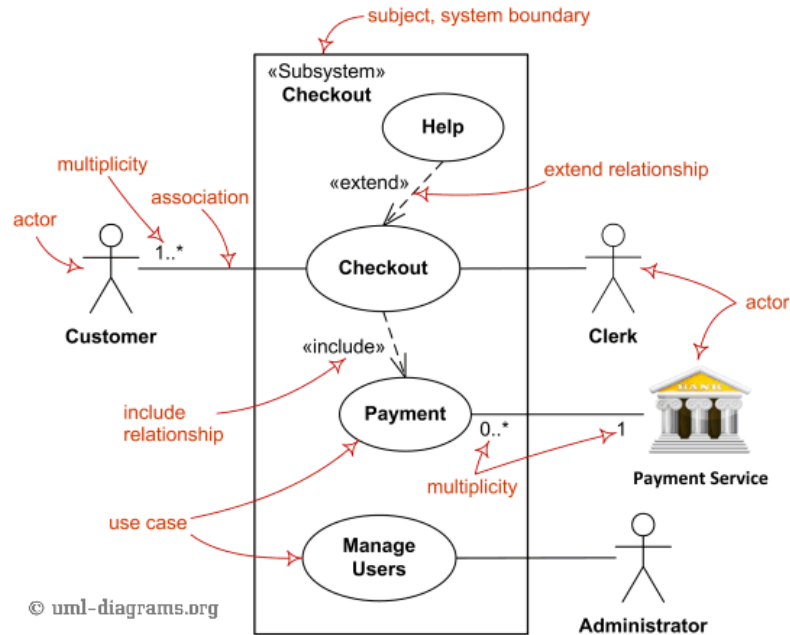 subject, system boundary
«Subsystem»
Checkout
Help
multiplicity
«extend»
extend relationship
association
actor
1..*
Checkout
Customer
Clerk
actor
«include»
BANK
include
relationship
Payment
0..*
1
multiplicity
Payment Service
use case
Manage
Users
© uml-diagrams.org
Administrator